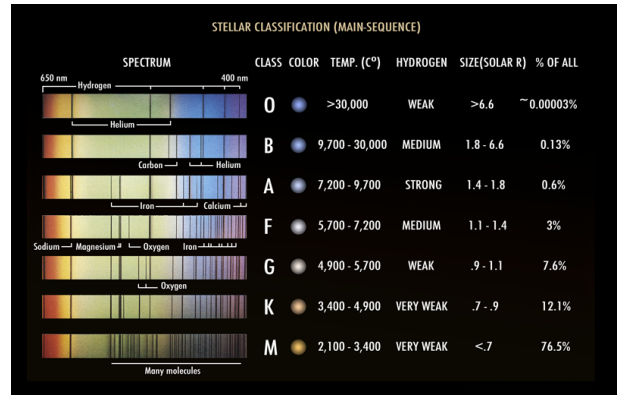 STELLAR CLASSIFICATION (MAIN-SEQUENCE)
SPECTRUM CLASS COLOR TEMP. (C°) HYDROGEN SIZE(SOLAR R) % OF ALL
650 nm 400 nm
Hydrogen
O >30,000 WEAK >6.6 ~0.00003%
Helium
B 9,700 - 30,000 MEDIUM 1.8 - 6.6 0.13%
Carbon Helium
A 7,200 - 9,700 STRONG 1.4 - 1.8 0.6%
Iron Calcium
F 5,700 - 7,200 MEDIUM 1.1 - 1.4 3%
Sodium Magnesium Oxygen Iron
G 4,900 - 5,700 WEAK .9 - 1.1 7.6%
Oxygen
K 3,400 - 4,900 VERY WEAK .7 - .9 12.1%
M 2,100 - 3,400 VERY WEAK <.7 76.5%
Many molecules